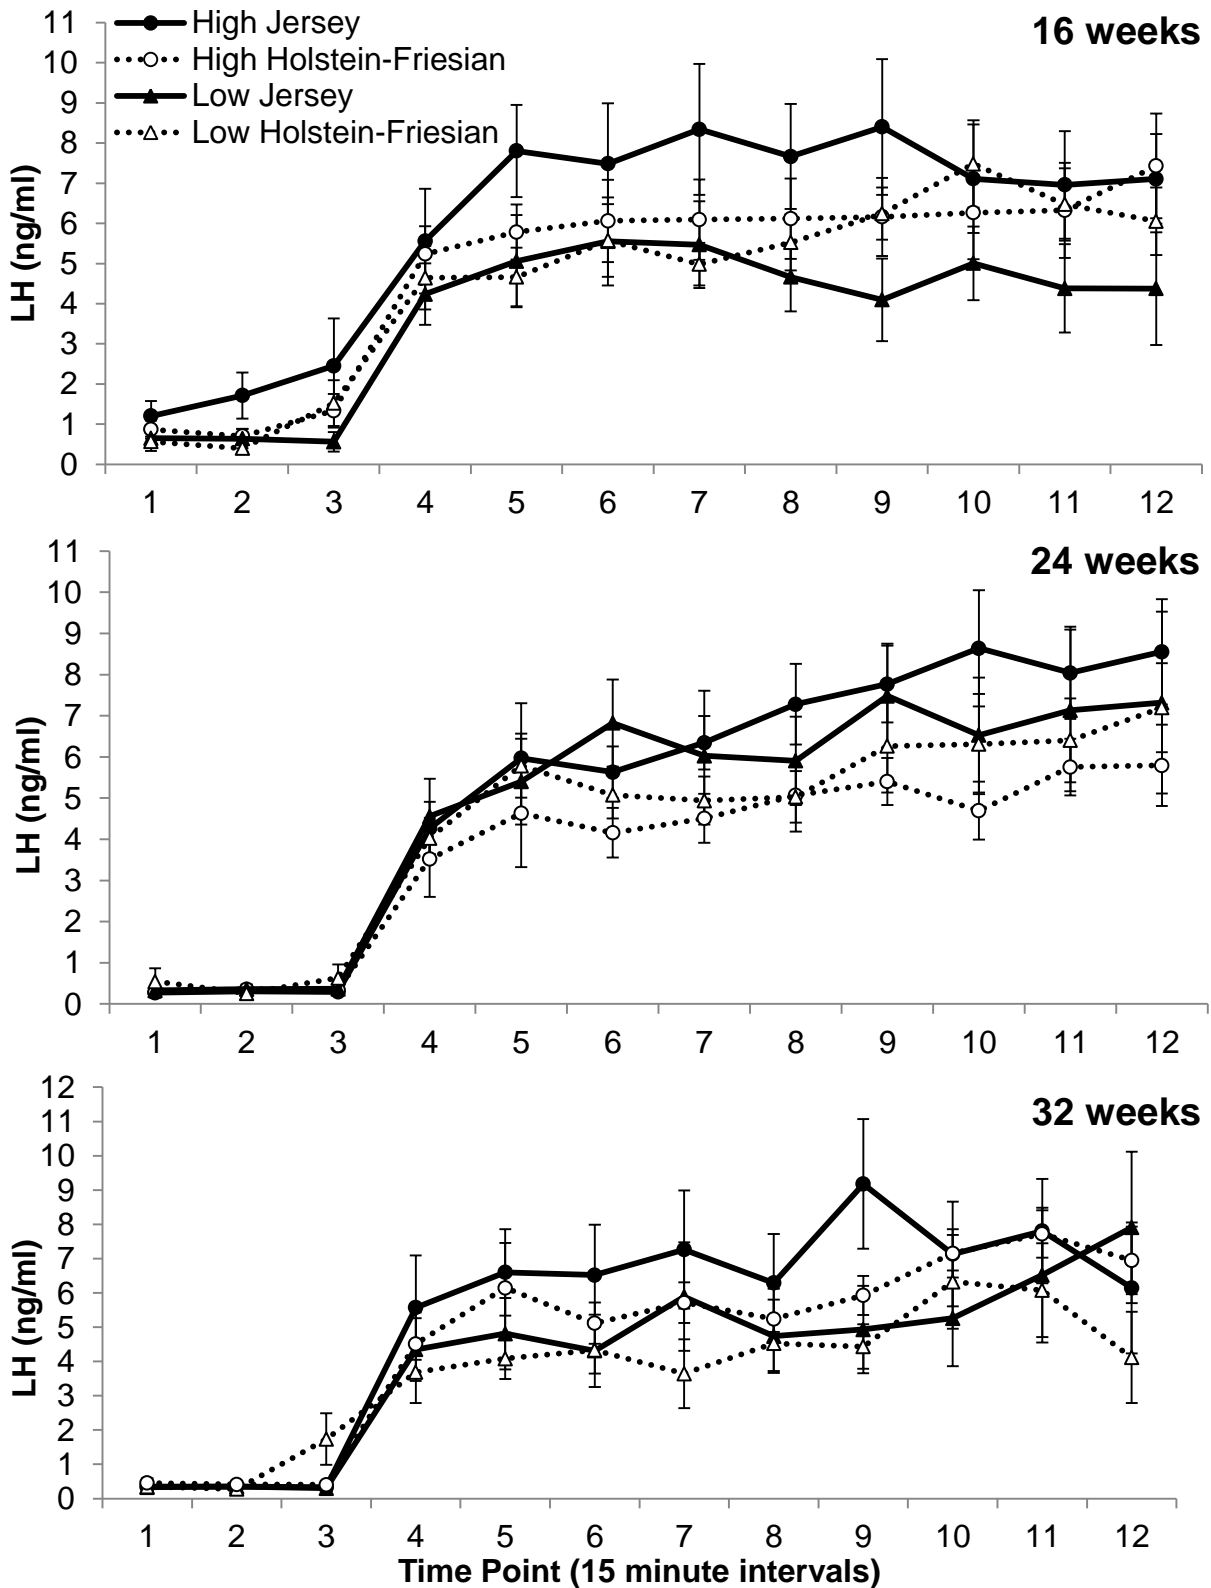 16 weeks
High Jersey
High Holstein-Friesian
Low Jersey
Low Holstein-Friesian
LH (ng/ml)
11
10
9
8
7
6
5
4
3
2
1
0
1 2 3 4 5 6 7 8 9 10 11 12
24 weeks
LH (ng/ml)
11
10
9
8
7
6
5
4
3
2
1
0
1 2 3 4 5 6 7 8 9 10 11 12
32 weeks
LH (ng/ml)
12
11
10
9
8
7
6
5
4
3
2
1
0
1 2 3 4 5 6 7 8 9 10 11 12
Time Point (15 minute intervals)